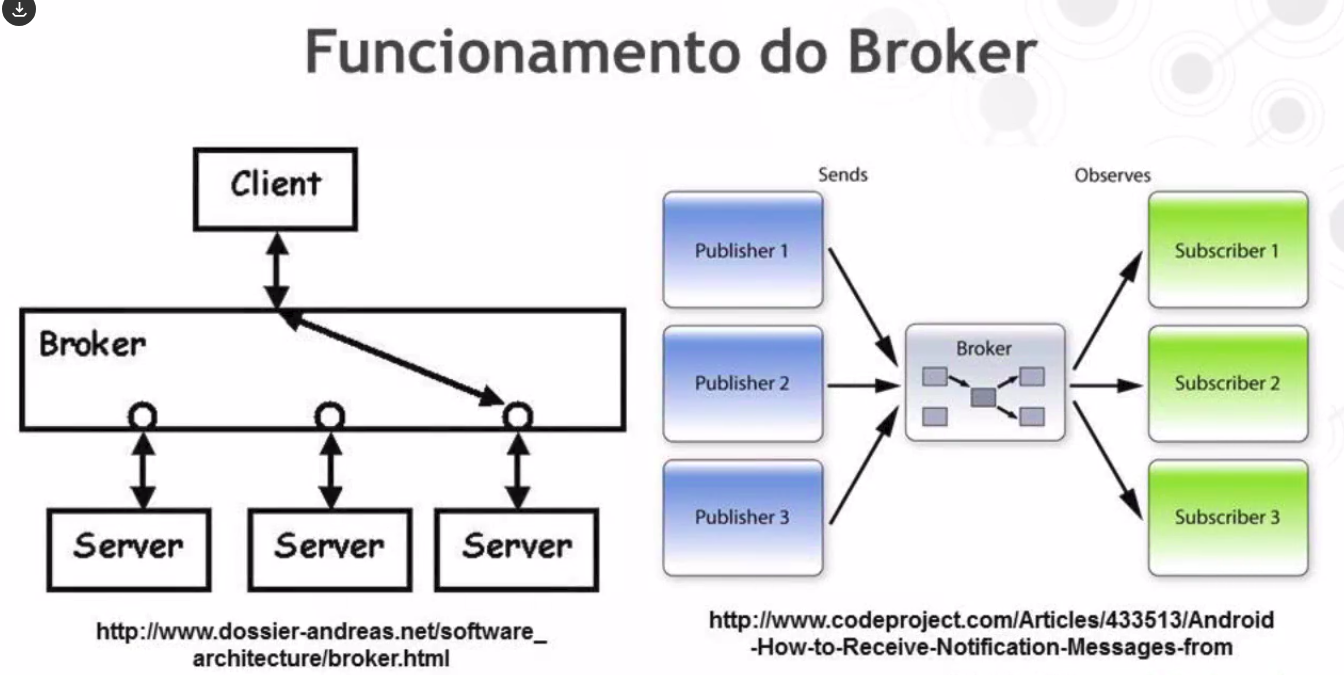 Funcionamento do Broker
Client
Broker
Server
Server
Server
http://www.dossier-andreas.net/software_
architecture/broker.html
Sends
Observes
Publisher 1
Publisher 2
Publisher 3
Broker
Subscriber 1
Subscriber 2
Subscriber 3
http://www.codeproject.com/Articles/433513/Android
-How-to-Receive-Notification-Messages-from